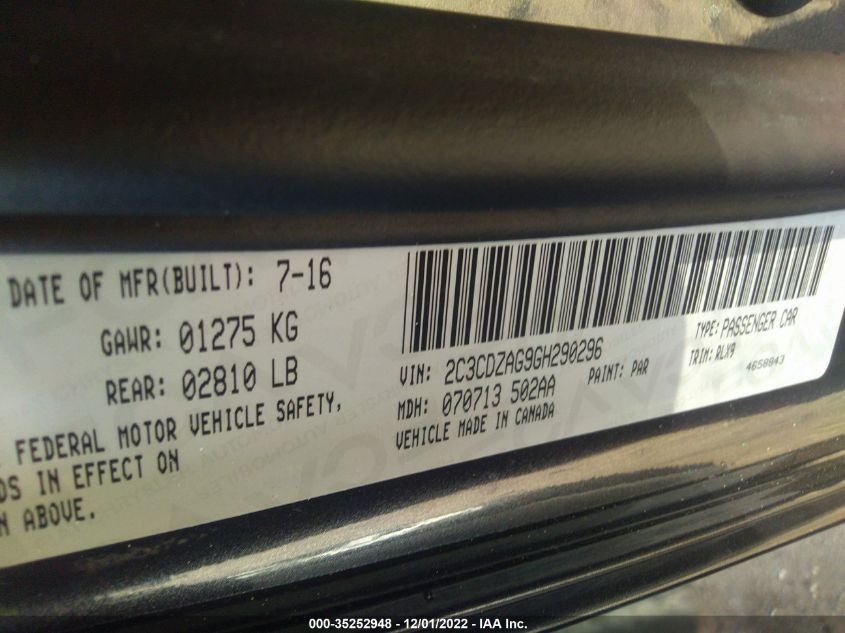 DATE OF MFR(BUILT): 7-16
GAWR: 01275 KG
REAR: 02810 LB
FEDERAL MOTOR VEHICLE SAFETY,
DS IN EFFECT ON
N ABOVE.
VIN: 2C3CDZAG9GH290296
TYPE: PASSENGER CAR
MDH: 070713 502AA
PAINT: PAR
TRIM: RLX9
4658843
VEHICLE MADE IN CANADA
000-35252948 - 12/01/2022 - IAA Inc.